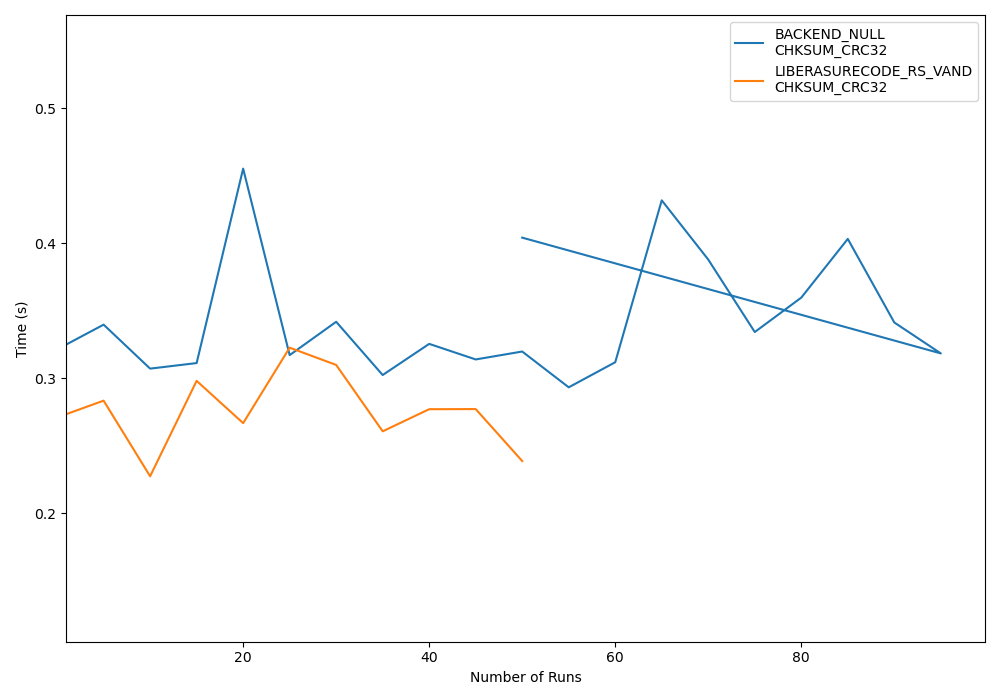 BACKEND_NULL
CHKSUM_CRC32
LIBERASURECODE_RS_VAND
CHKSUM_CRC32
0.5
0.4
0.3
0.2
Time (s)
20 40 60 80
Number of Runs